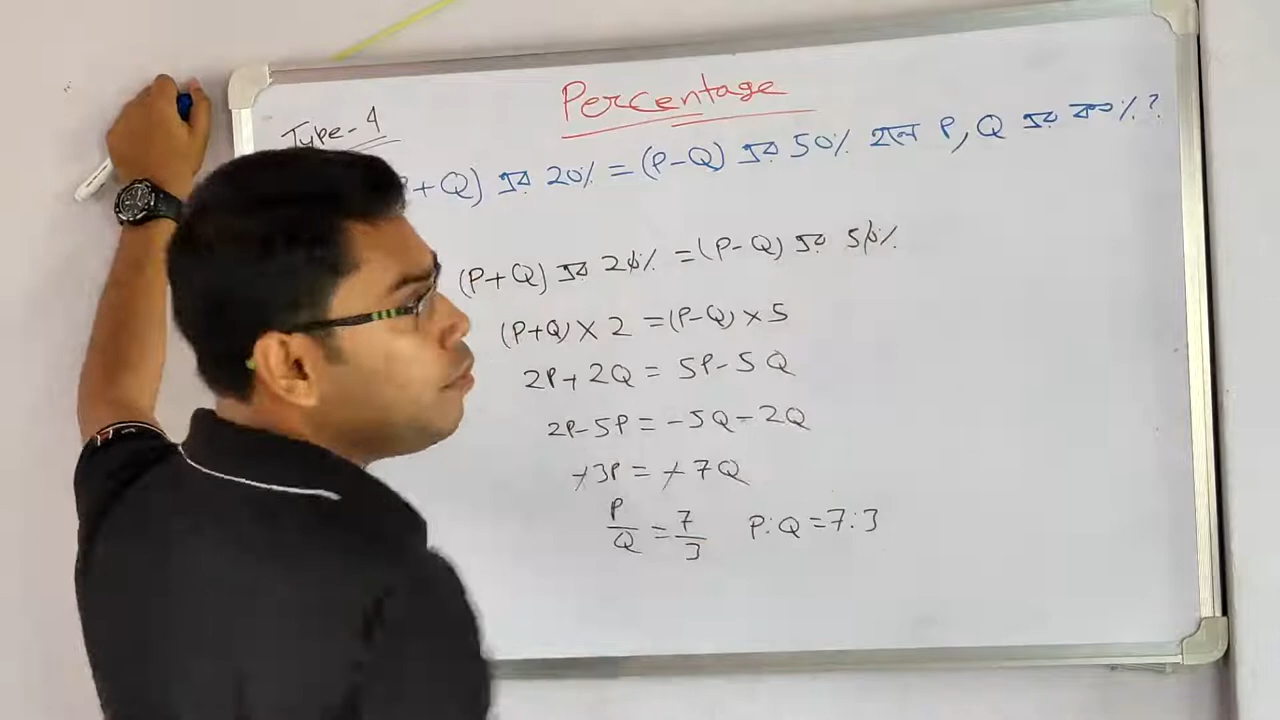 Percentage
Type-4
P+Q) এর 20% = (P-Q) এর 50% হলে P, Q এর কত%?
(P+Q) এর 20% = (P-Q) এর 50%
(P+Q) × 2 = (P-Q) × 5
2P+2Q = 5P-5Q
2P-5P = -5Q-2Q
-3P = -7Q
P/Q = 7/3 P:Q = 7:3